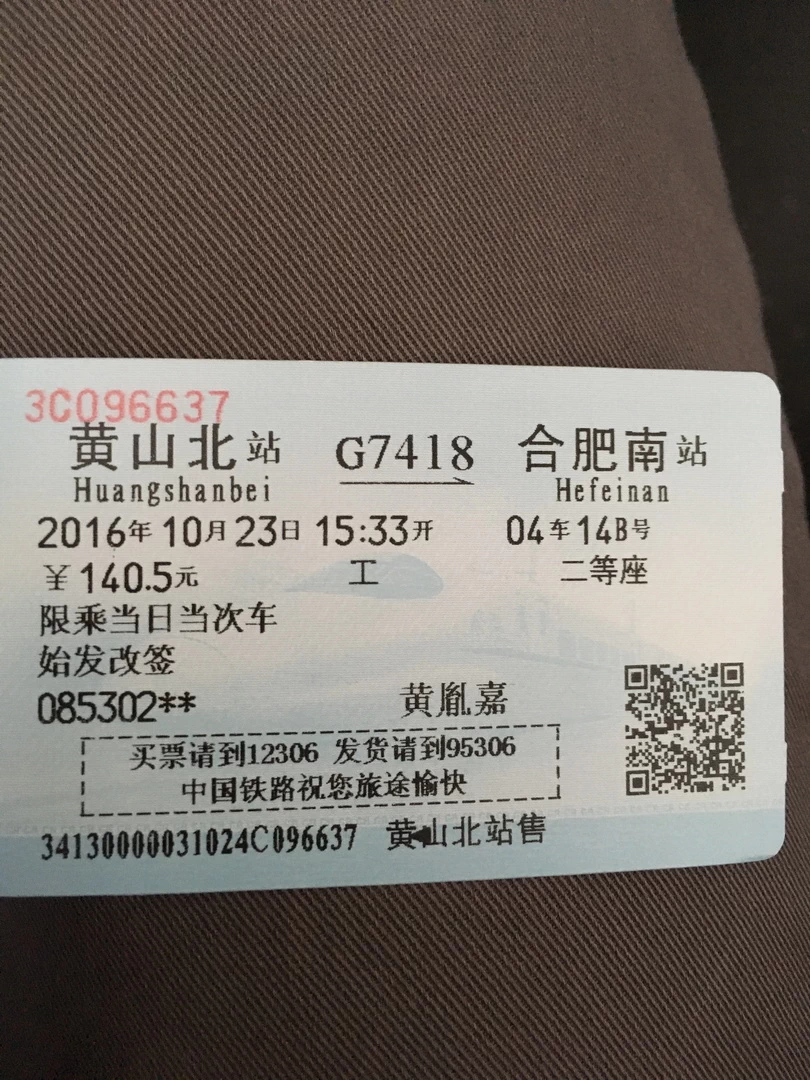 3C096637
黄山北站 G7418 合肥南站
Huangshanbei Hefeinan
2016年10月23日 15:33开 04车14B号
￥140.5元 工 二等座
限乘当日当次车
始发改签
085302** 黄胤嘉
买票请到12306 发货请到95306
中国铁路祝您旅途愉快
34130000031024C096637 黄山北站售